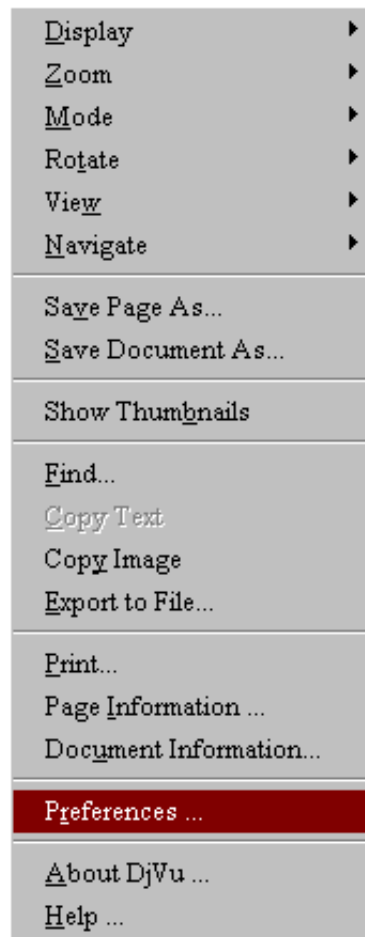 Display
Zoom
Mode
Rotate
View
Navigate
Save Page As...
Save Document As...
Show Thumbnails
Find...
Copy Text
Copy Image
Export to File...
Print...
Page Information ...
Document Information...
Preferences ...
About DjVu ...
Help ...